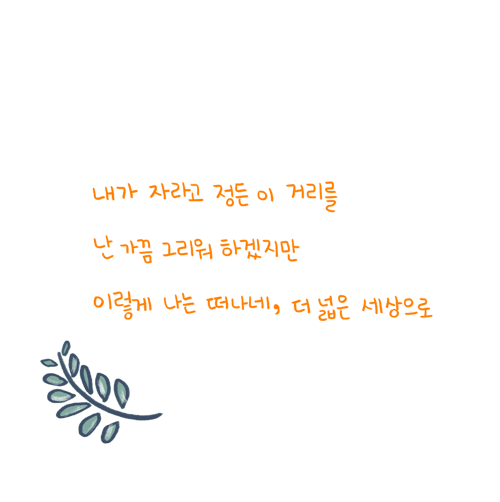 내가 자라고 정든 이 거리를
난 가끔 그리워 하겠지만
이렇게 나는 떠나네, 더 넓은 세상으로